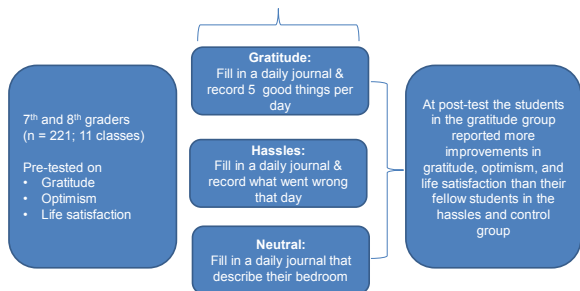 7th and 8th graders
(n = 221; 11 classes)
Pre-tested on
• Gratitude
• Optimism
• Life satisfaction
Gratitude:
Fill in a daily journal &
record 5 good things per
day
Hassles:
Fill in a daily journal &
record what went wrong
that day
Neutral:
Fill in a daily journal that
describe their bedroom
At post-test the students
in the gratitude group
reported more
improvements in
gratitude, optimism, and
life satisfaction than their
fellow students in the
hassles and control
group